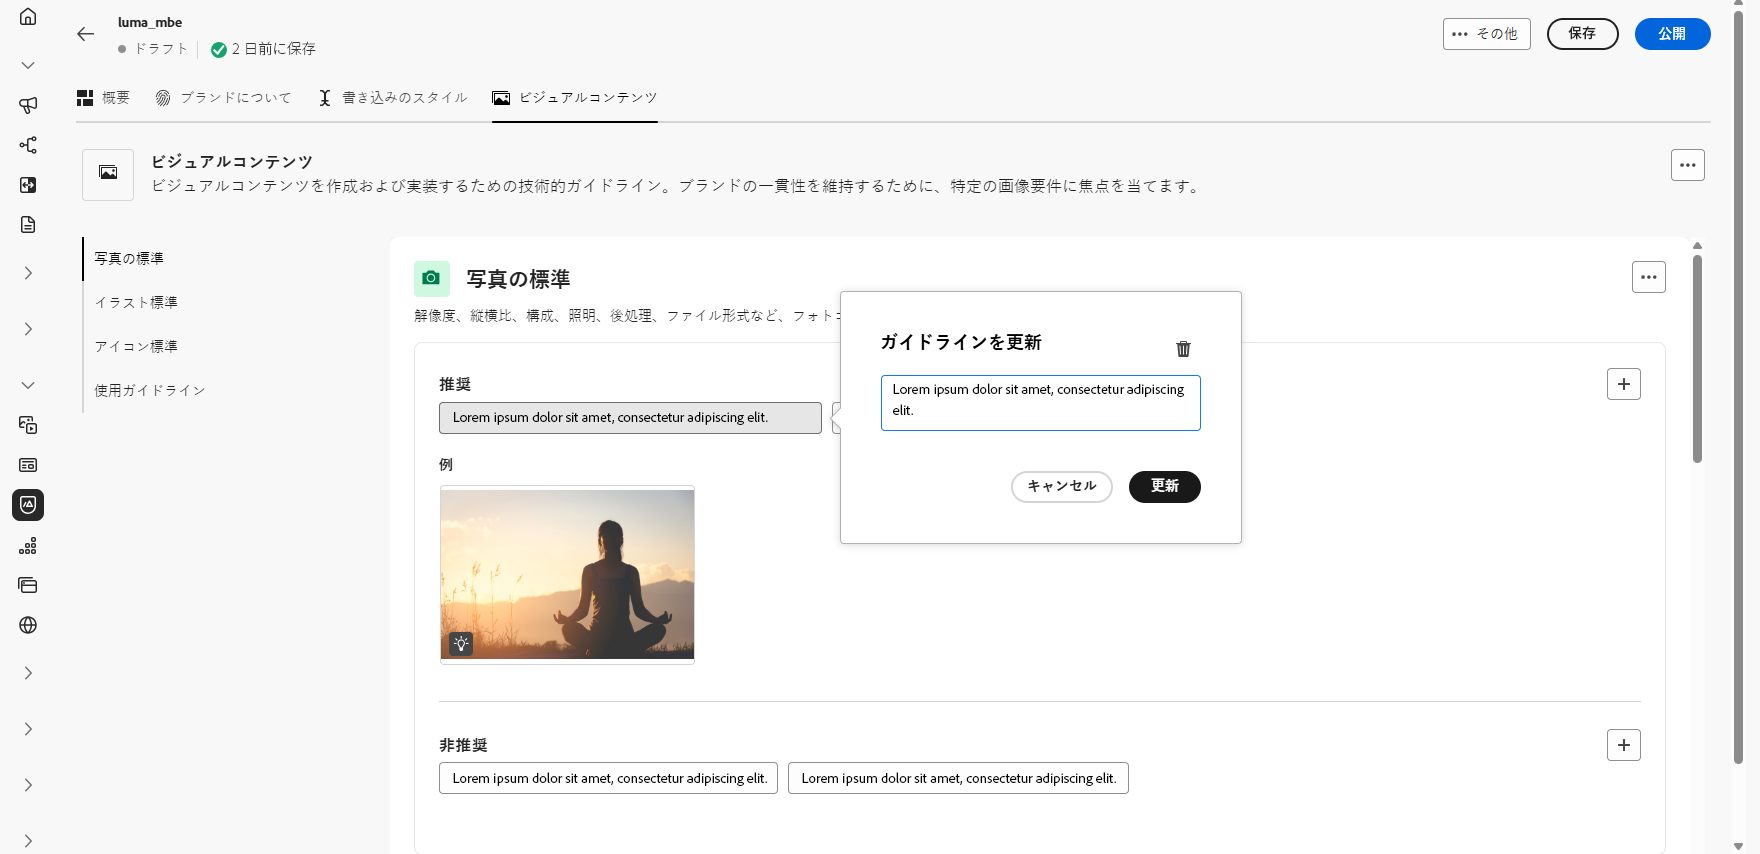 luma_mbe
ドラフト
2 日前に保存
その他
保存
公開
概要
ブランドについて
書き込みのスタイル
ビジュアルコンテンツ
ビジュアルコンテンツ
ビジュアルコンテンツを作成および実装するための技術的ガイドライン。ブランドの一貫性を維持するために、特定の画像要件に焦点を当てます。
写真の標準
イラスト標準
アイコン標準
使用ガイドライン
写真の標準
解像度、縦横比、構成、照明、後処理、ファイル形式など、フォトコ
推奨
Lorem ipsum dolor sit amet, consectetur adipiscing elit.
例
ガイドラインを更新
Lorem ipsum dolor sit amet, consectetur adipiscing
elit.
キャンセル
更新
非推奨
Lorem ipsum dolor sit amet, consectetur adipiscing elit.
Lorem ipsum dolor sit amet, consectetur adipiscing elit.